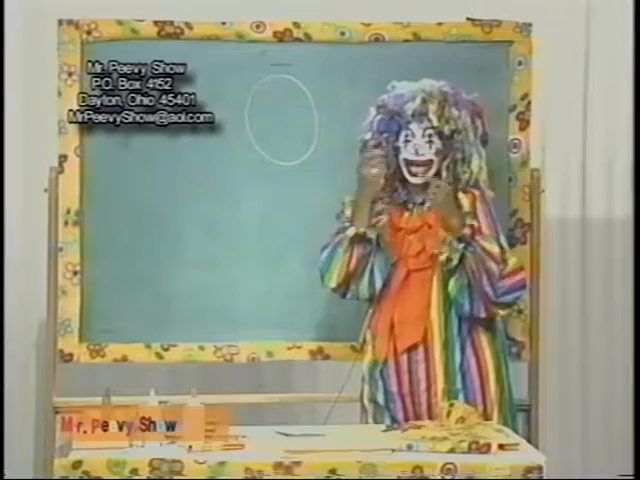 Mr. Peevy Show
P.O. Box 4152
Dayton, Ohio 45401
MrPeevyShow@aol.com
Mr. Peevy Show